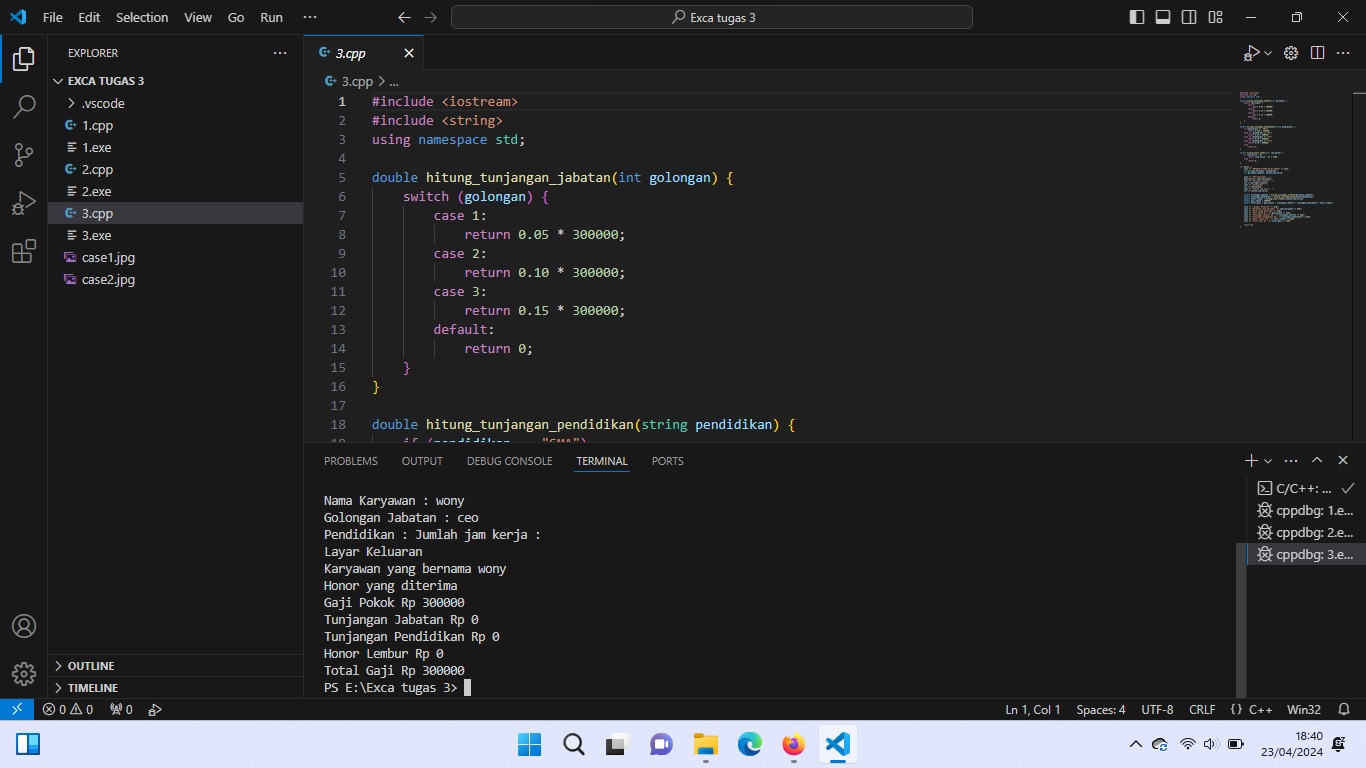 File Edit Selection View Go Run ··· Exca tugas 3
EXPLORER
EXCA TUGAS 3
.vscode
1.cpp
1.exe
2.cpp
2.exe
3.cpp
3.exe
case1.jpg
case2.jpg
OUTLINE
TIMELINE
3.cpp
3.cpp > ...
1 #include <iostream>
2 #include <string>
3 using namespace std;
4
5 double hitung_tunjangan_jabatan(int golongan) {
6 switch (golongan) {
7 case 1:
8 return 0.05 * 300000;
9 case 2:
10 return 0.10 * 300000;
11 case 3:
12 return 0.15 * 300000;
13 default:
14 return 0;
15 }
16 }
17
18 double hitung_tunjangan_pendidikan(string pendidikan) {
PROBLEMS OUTPUT DEBUG CONSOLE TERMINAL PORTS
Nama Karyawan : wony
Golongan Jabatan : ceo
Pendidikan : Jumlah jam kerja :
Layar Keluaran
Karyawan yang bernama wony
Honor yang diterima
Gaji Pokok Rp 300000
Tunjangan Jabatan Rp 0
Tunjangan Pendidikan Rp 0
Honor Lembur Rp 0
Total Gaji Rp 300000
PS E:\Exca tugas 3>
C/C++: ...
cppdbg: 1.e...
cppdbg: 2.e...
cppdbg: 3.e...
0 0 0 Ln 1, Col 1 Spaces: 4 UTF-8 CRLF {} C++ Win32
18:40
23/04/2024